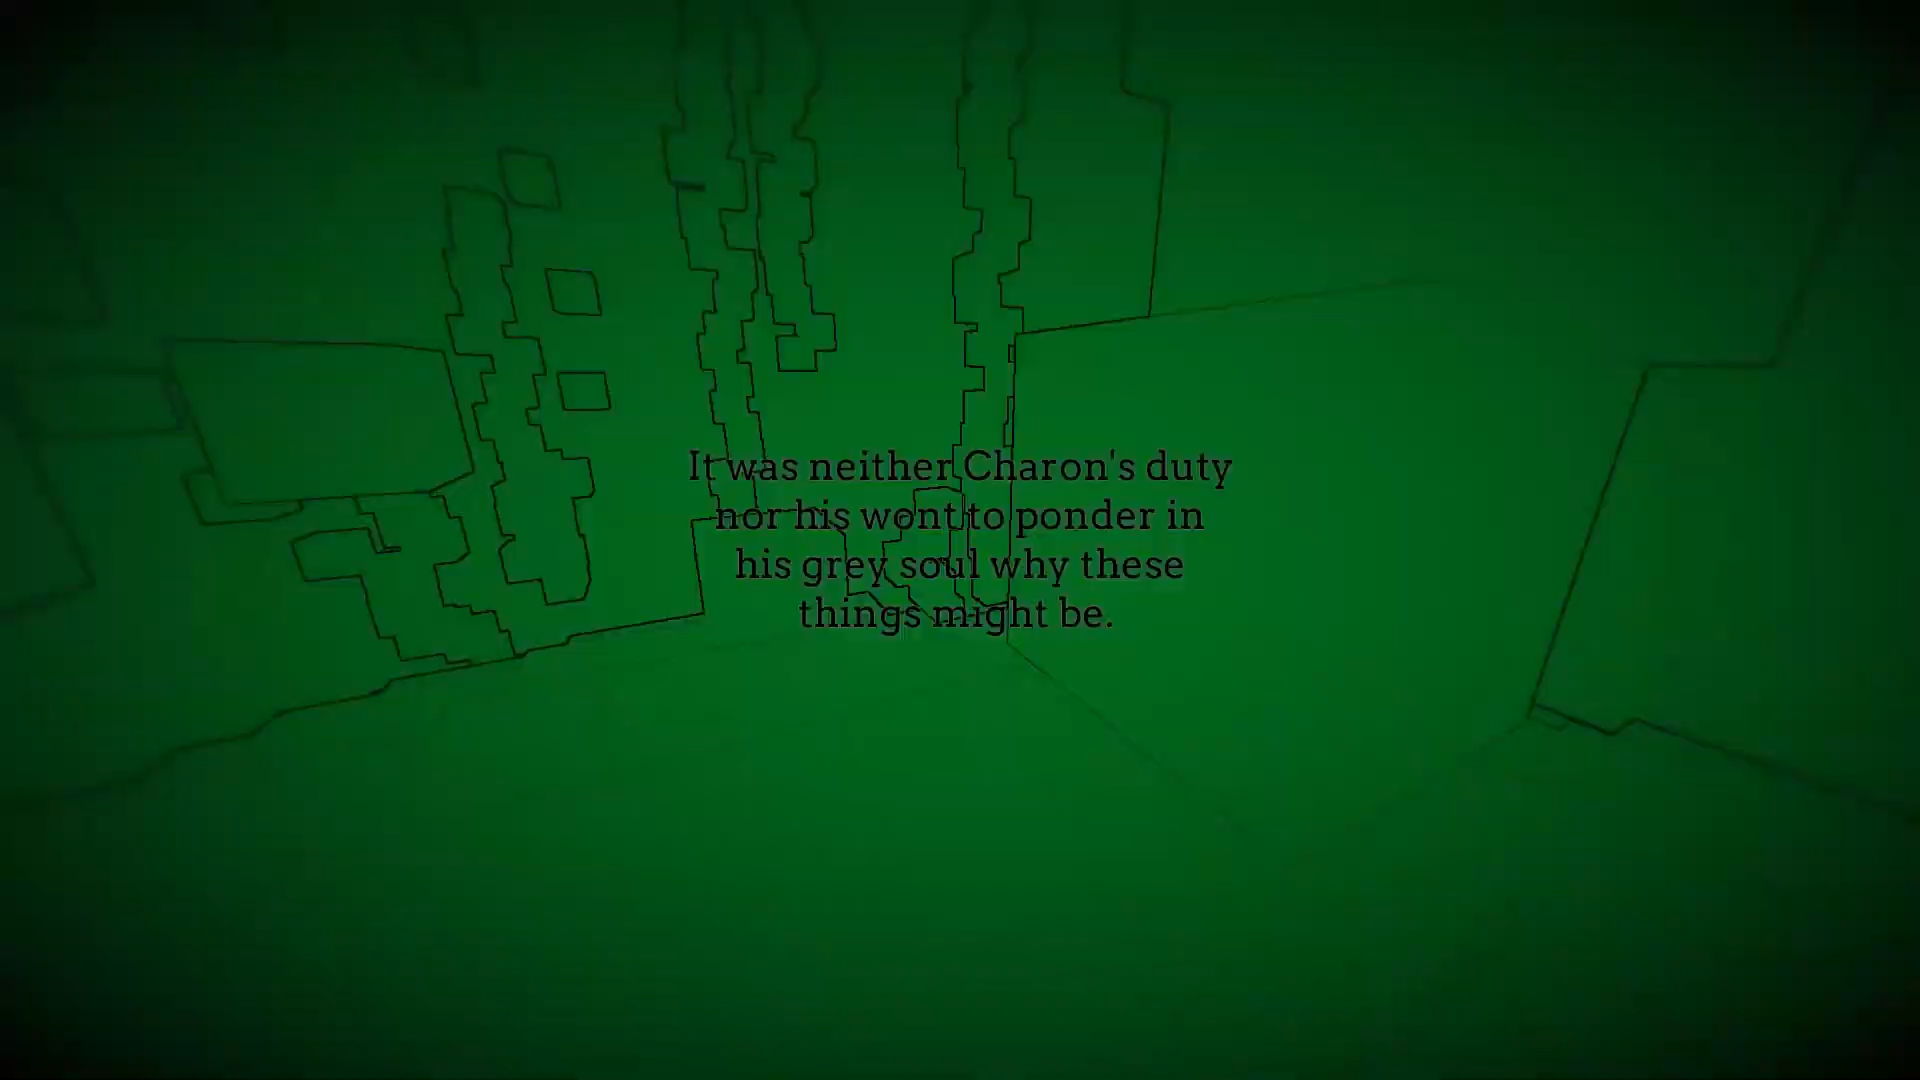 It was neither Charon's duty
nor his wont to ponder in
his grey soul why these
things might be.